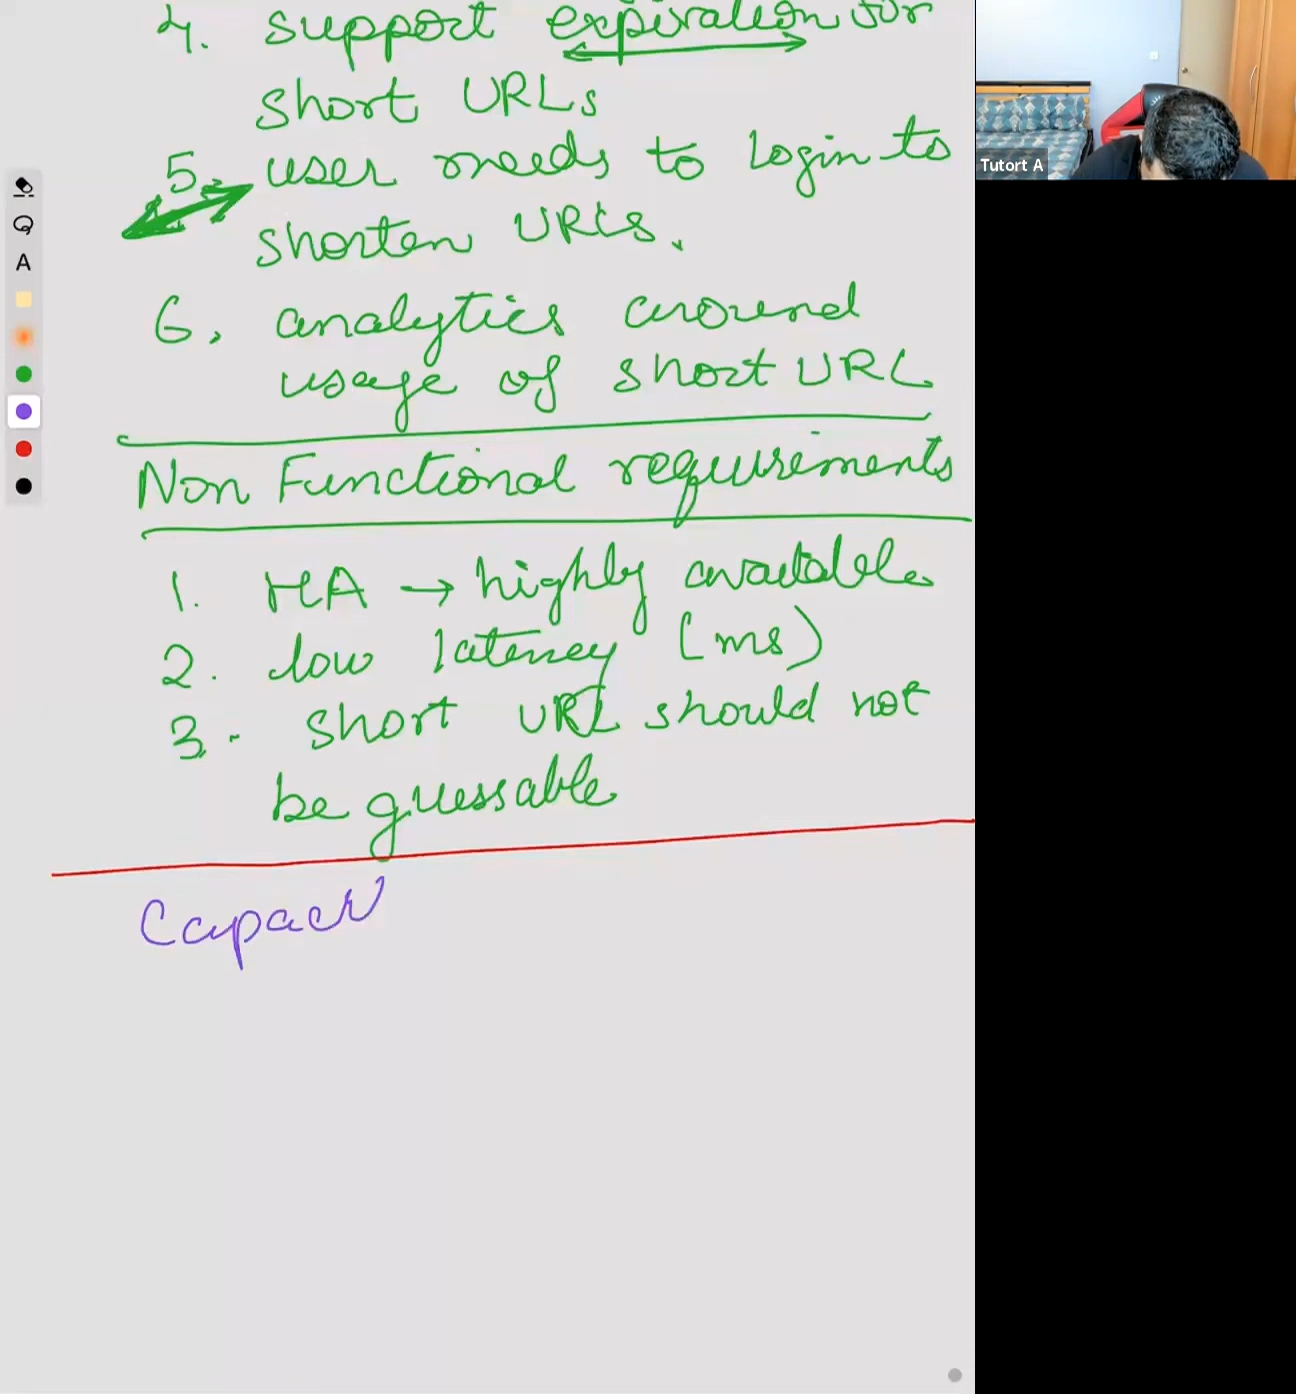 4. support expiration for
short URLs
5. user needs to login to
shorten URLs.
6. analytics around
usage of short URL
Non Functional requirements
1. HA → highly available
2. low latency (ms)
3. short URL should not
be guessable
Capacit
A
Tutort A